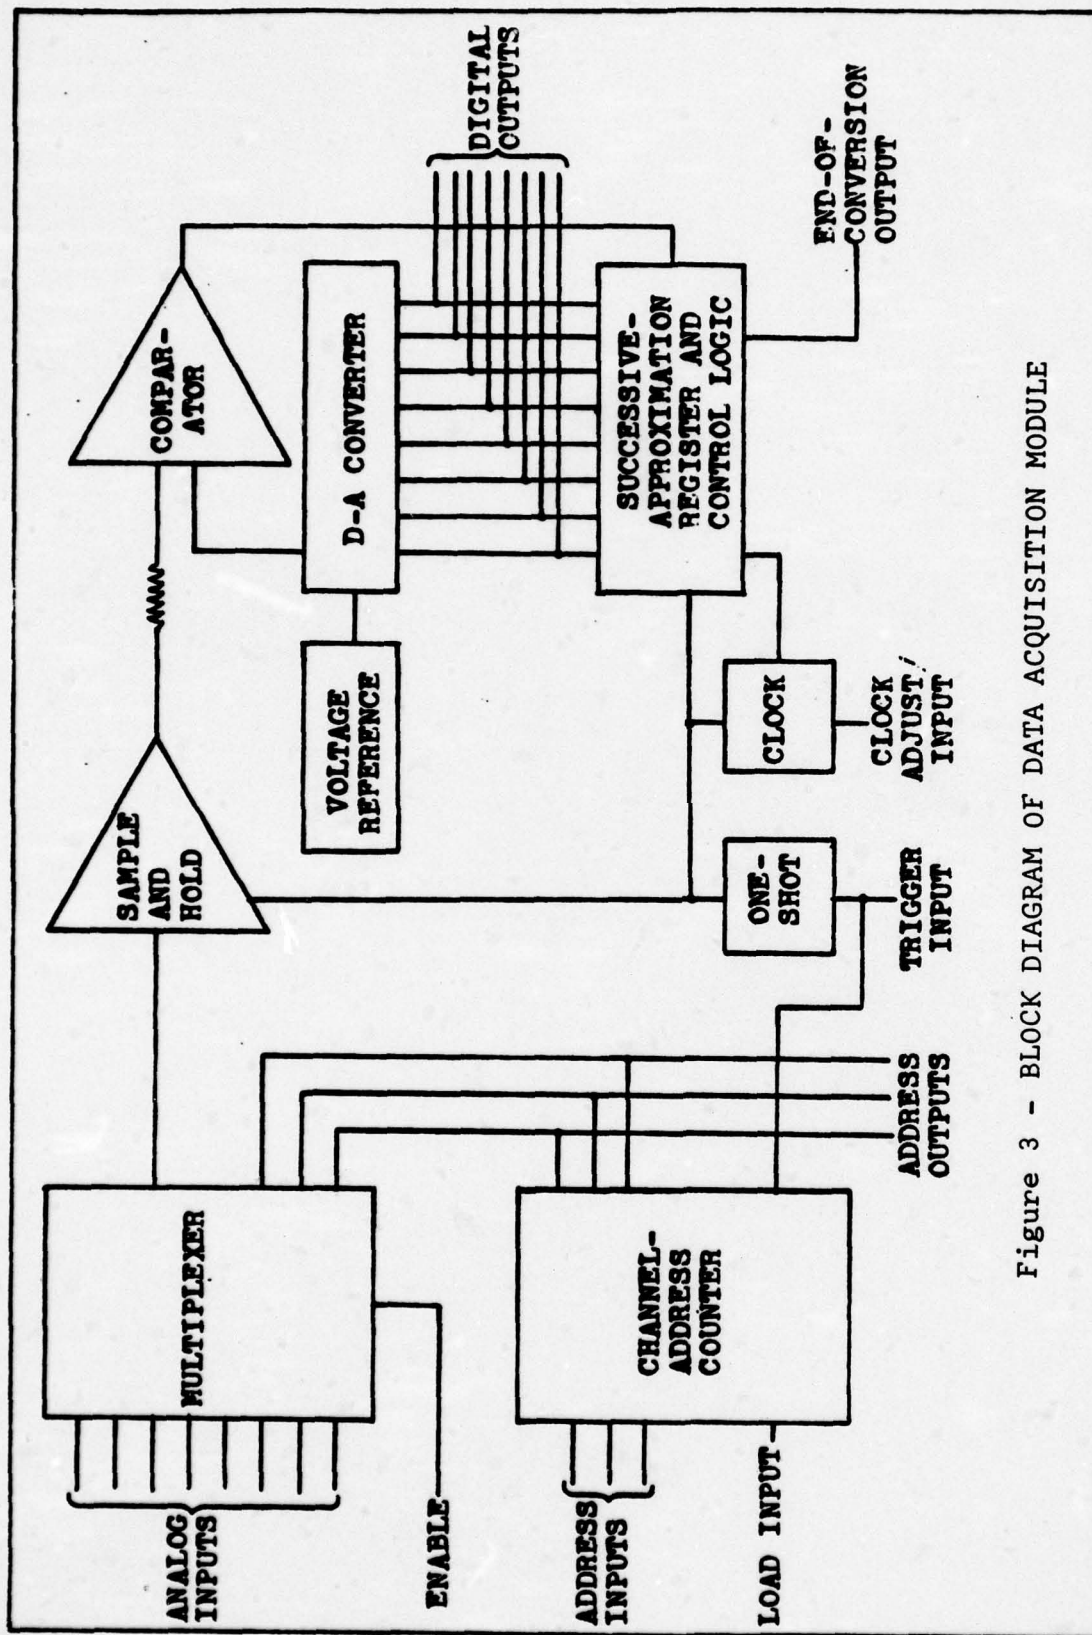 ANALOG
INPUTS
MULTIPLEXER
ENABLE
SAMPLE
AND
HOLD
COMPAR-
ATOR
VOLTAGE
REFERENCE
D-A CONVERTER
DIGITAL
OUTPUTS
ADDRESS
INPUTS
LOAD INPUT
CHANNEL-
ADDRESS
COUNTER
ADDRESS
OUTPUTS
ONE-
SHOT
TRIGGER
INPUT
CLOCK
CLOCK
ADJUST
INPUT
SUCCESSIVE-
APPROXIMATION
REGISTER AND
CONTROL LOGIC
END-OF-
CONVERSION
OUTPUT
Figure 3 - BLOCK DIAGRAM OF DATA ACQUISITION MODULE